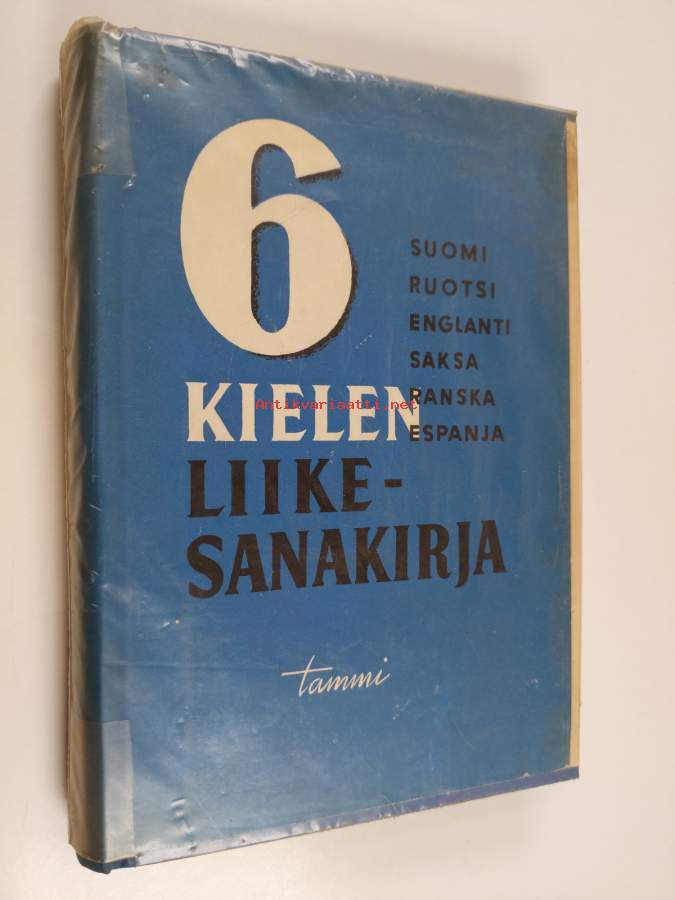 6
KIELEN
LIIKE-
SANAKIRJA
SUOMI
RUOTSI
ENGLANTI
SAKSA
RANSKA
ESPANJA
tammi
Antikvariaatti.net